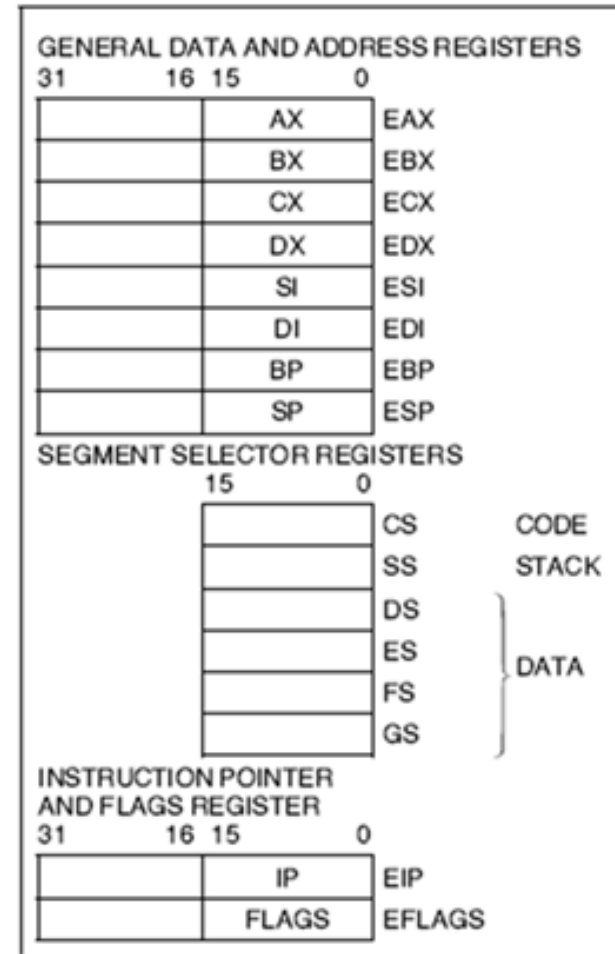 GENERAL DATA AND ADDRESS REGISTERS
31 16 15 0
AX EAX
BX EBX
CX ECX
DX EDX
SI ESI
DI EDI
BP EBP
SP ESP
SEGMENT SELECTOR REGISTERS
15 0
CS CODE
SS STACK
DS
ES
DATA
FS
GS
INSTRUCTION POINTER
AND FLAGS REGISTER
31 16 15 0
IP EIP
FLAGS EFLAGS